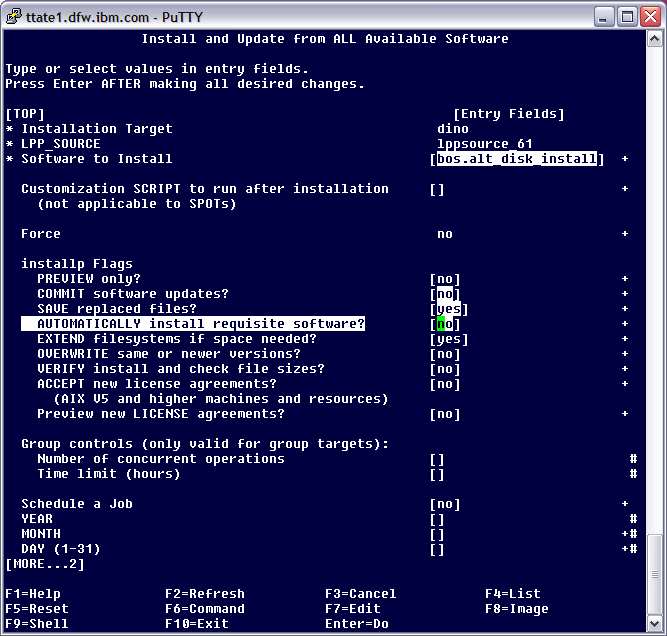 ttate1.dfw.ibm.com - PuTTY
Install and Update from ALL Available Software
Type or select values in entry fields.
Press Enter AFTER making all desired changes.
[TOP] [Entry Fields]
* Installation Target dino
* LPP_SOURCE lppsource_61
* Software to Install [bos.alt_disk_install] +
Customization SCRIPT to run after installation [] +
(not applicable to SPOTs)
Force no +
installp Flags
PREVIEW only? [no] +
COMMIT software updates? [no] +
SAVE replaced files? [yes] +
AUTOMATICALLY install requisite software? [no] +
EXTEND filesystems if space needed? [yes] +
OVERWRITE same or newer versions? [no] +
VERIFY install and check file sizes? [no] +
ACCEPT new license agreements? [no] +
(AIX V5 and higher machines and resources)
Preview new LICENSE agreements? [no] +
Group controls (only valid for group targets):
Number of concurrent operations [] #
Time limit (hours) [] #
Schedule a Job [no] +
YEAR [] #
MONTH [] +#
DAY (1-31) [] +#
[MORE...2]
F1=Help F2=Refresh F3=Cancel F4=List
F5=Reset F6=Command F7=Edit F8=Image
F9=Shell F10=Exit Enter=Do